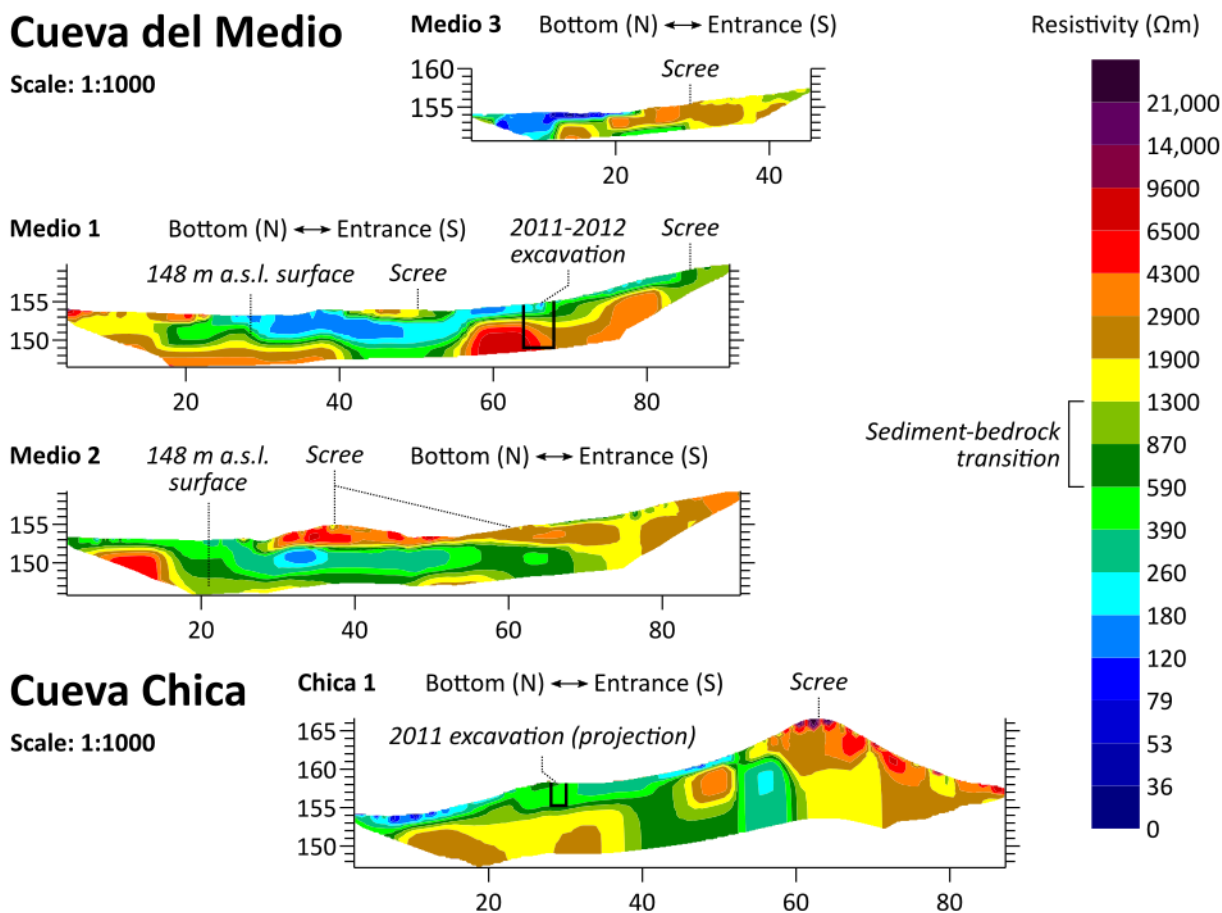 Cueva del Medio
Scale: 1:1000
Medio 3 Bottom (N) ⟷ Entrance (S)
Scree
160
155
20 40
Medio 1 Bottom (N) ⟷ Entrance (S)
2011-2012
excavation
Scree
148 m a.s.l. surface
Scree
155
150
20 40 60 80
Medio 2
148 m a.s.l.
surface
Scree
Bottom (N) ⟷ Entrance (S)
155
150
20 40 60 80
Cueva Chica
Scale: 1:1000
Chica 1 Bottom (N) ⟷ Entrance (S)
Scree
2011 excavation (projection)
165
160
155
150
20 40 60 80
Resistivity (Ωm)
21,000
14,000
9600
6500
4300
2900
1900
1300
870
590
390
260
180
120
79
53
36
0
Sediment-bedrock
transition